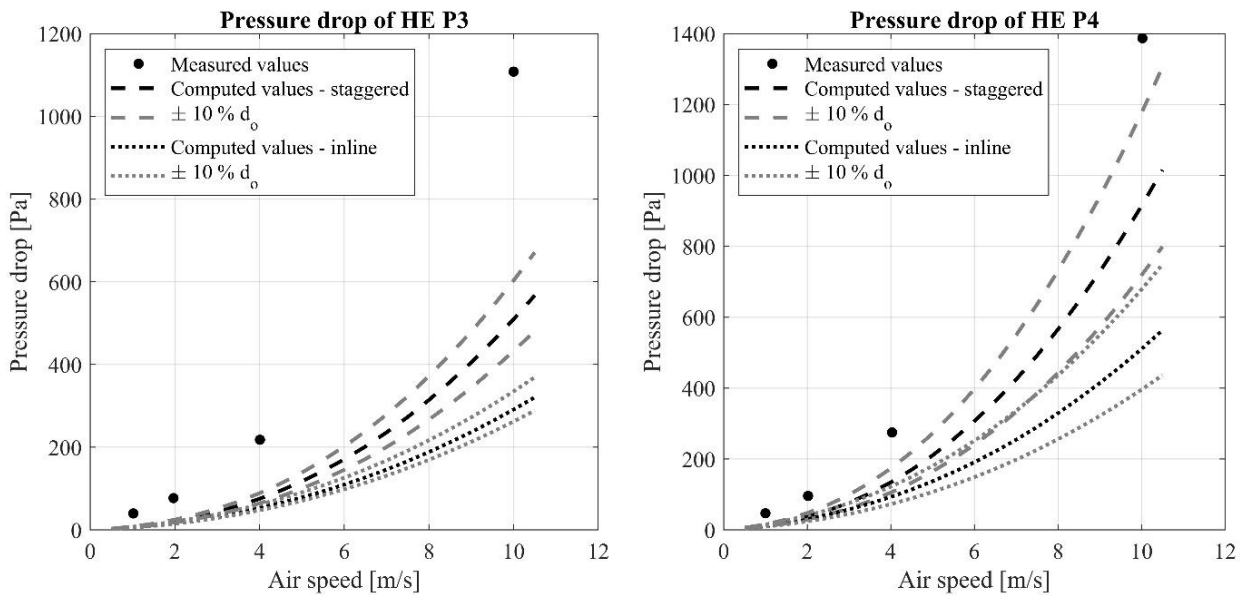 Pressure drop of HE P3
1200
1000
800
600
400
200
0
Pressure drop [Pa]
Measured values
Computed values - staggered
± 10 % do
Computed values - inline
± 10 % do
0 2 4 6 8 10 12
Air speed [m/s]
Pressure drop of HE P4
1400
1200
1000
800
600
400
200
0
Pressure drop [Pa]
Measured values
Computed values - staggered
± 10 % do
Computed values - inline
± 10 % do
0 2 4 6 8 10 12
Air speed [m/s]